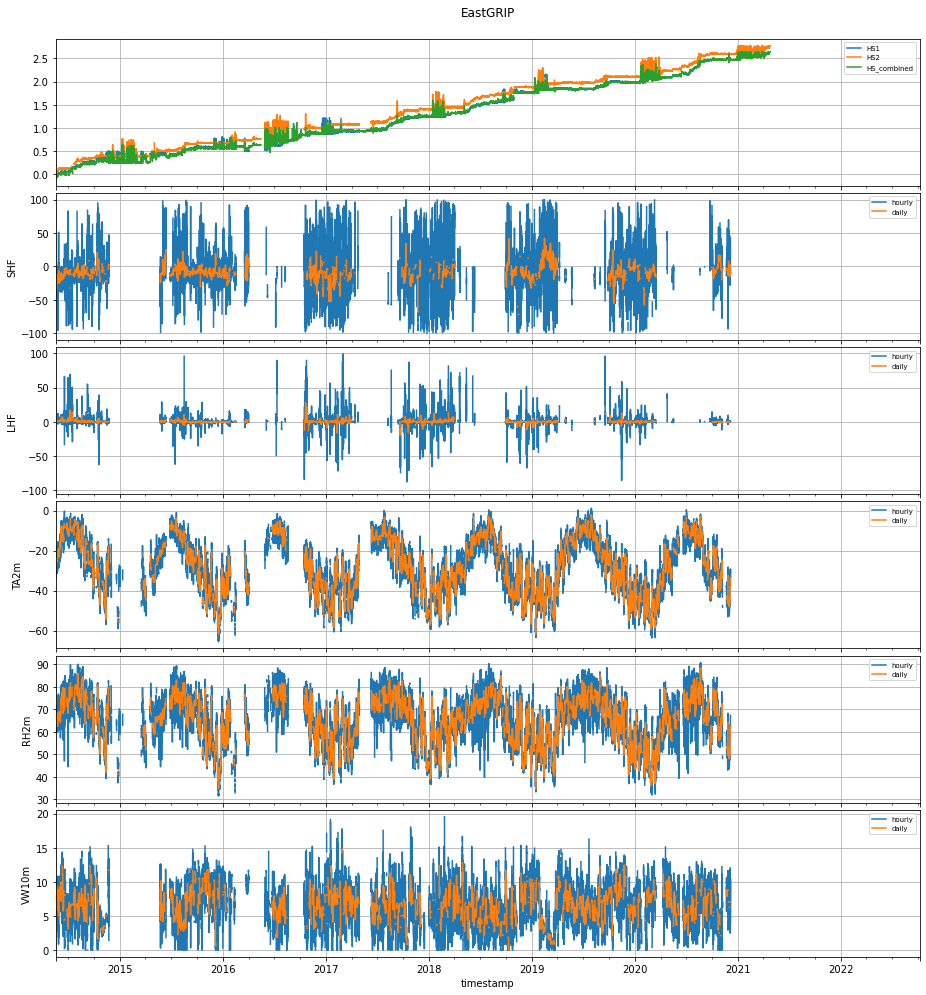 EastGRIP
2.5
2.0
1.5
1.0
0.5
0.0
HS1
HS2
HS_combined
SHF
100
50
0
−50
−100
hourly
daily
LHF
100
50
0
−50
−100
hourly
daily
TA2m
0
−20
−40
−60
hourly
daily
RH2m
90
80
70
60
50
40
30
hourly
daily
VW10m
20
15
10
5
0
hourly
daily
2015 2016 2017 2018 2019 2020 2021 2022
timestamp